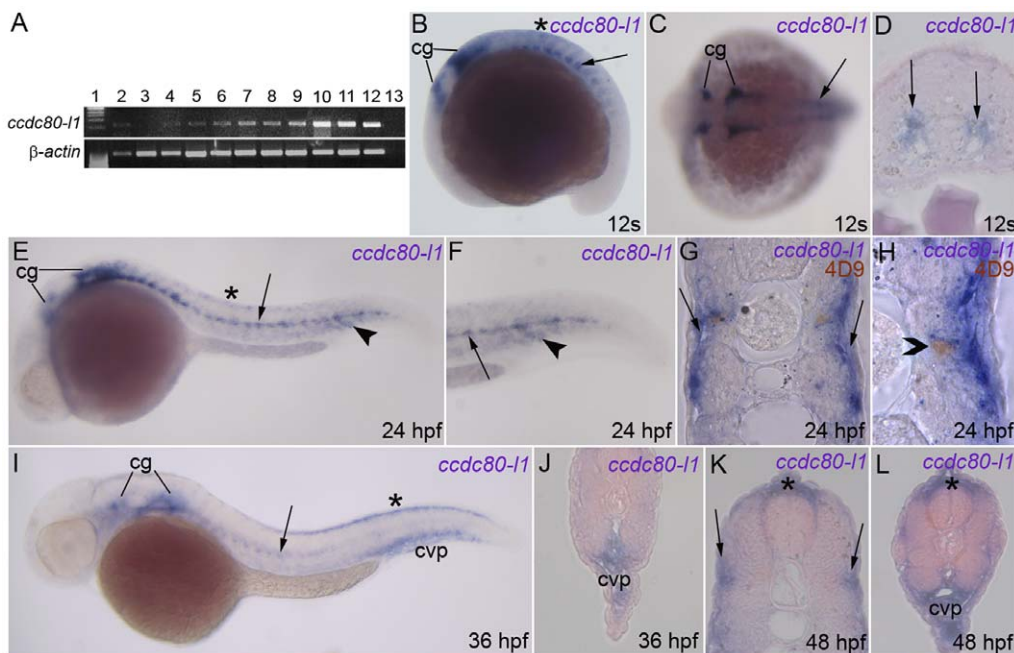 A
1 2 3 4 5 6 7 8 9 10 11 12 13
ccdc80-l1
β-actin
B
* ccdc80-l1
cg
12s
C
ccdc80-l1
cg
12s
D
ccdc80-l1
12s
E
ccdc80-l1
cg
*
24 hpf
F
ccdc80-l1
24 hpf
G
ccdc80-l1
4D9
24 hpf
H
ccdc80-l1
4D9
24 hpf
I
ccdc80-l1
cg
*
cvp
36 hpf
J
ccdc80-l1
cvp
36 hpf
K
ccdc80-l1
*
48 hpf
L
ccdc80-l1
*
cvp
48 hpf